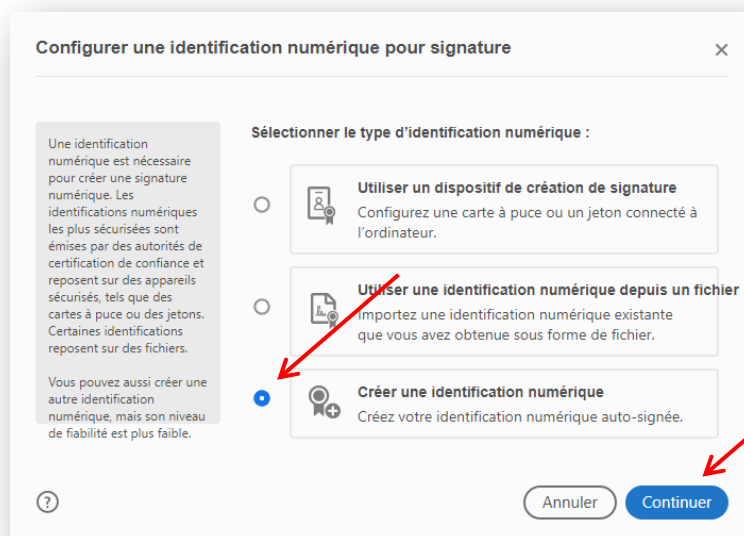 Configurer une identification numérique pour signature
Une identification
numérique est nécessaire
pour créer une signature
numérique. Les
identifications numériques
les plus sécurisées sont
émises par des autorités de
certification de confiance et
reposent sur des appareils
sécurisés, tels que des
cartes à puce ou des jetons.
Certaines identifications
reposent sur des fichiers.
Vous pouvez aussi créer une
autre identification
numérique, mais son niveau
de fiabilité est plus faible.
Sélectionner le type d'identification numérique :
Utiliser un dispositif de création de signature
Configurez une carte à puce ou un jeton connecté à
l'ordinateur.
Utiliser une identification numérique depuis un fichier
Importez une identification numérique existante
que vous avez obtenue sous forme de fichier.
Créer une identification numérique
Créez votre identification numérique auto-signée.
?
Annuler
Continuer